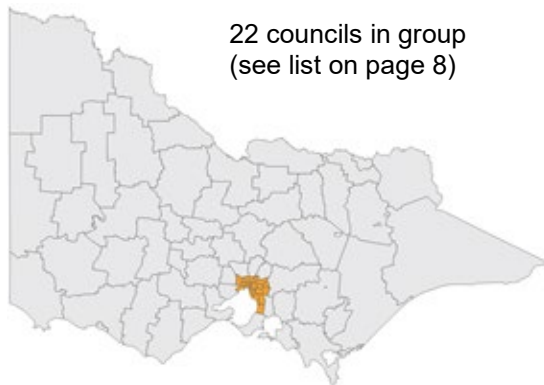 22 councils in group
(see list on page 8)